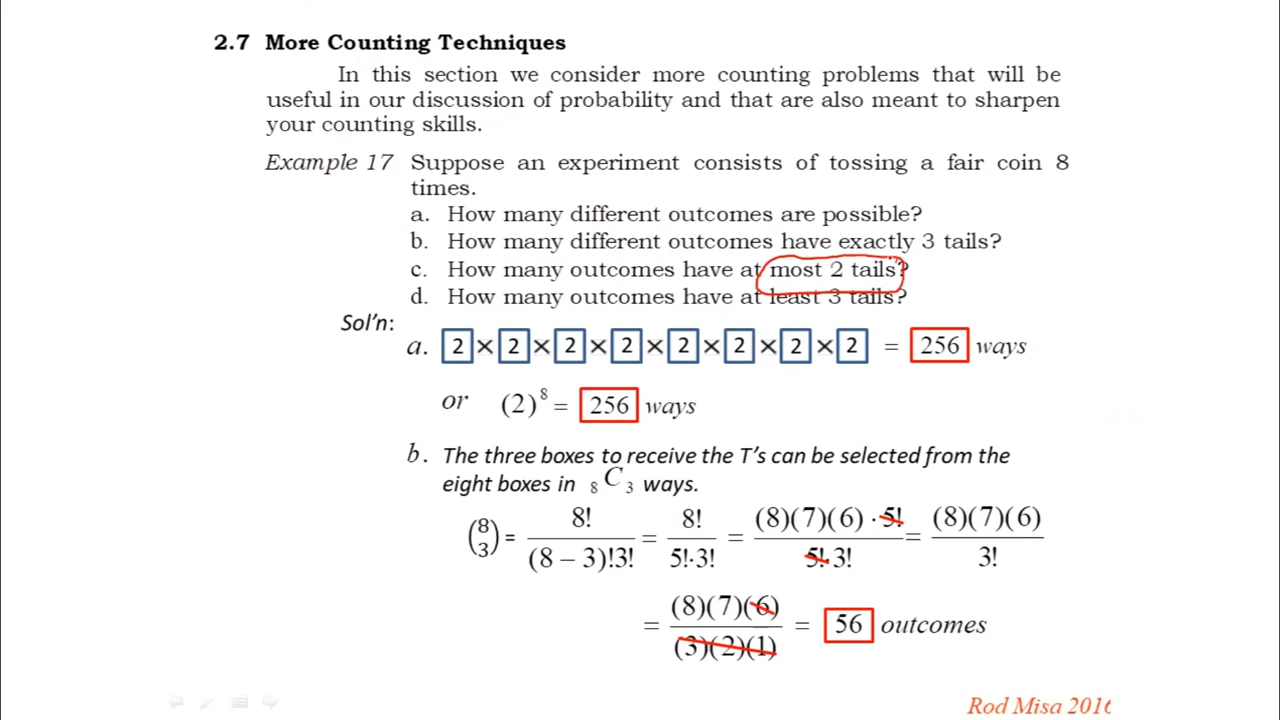 2.7 More Counting Techniques
In this section we consider more counting problems that will be
useful in our discussion of probability and that are also meant to sharpen
your counting skills.
Example 17 Suppose an experiment consists of tossing a fair coin 8
times.
a. How many different outcomes are possible?
b. How many different outcomes have exactly 3 tails?
c. How many outcomes have at most 2 tails?
d. How many outcomes have at least 3 tails?
Sol'n:
a. 2 × 2 × 2 × 2 × 2 × 2 × 2 × 2 = 256 ways
or (2)^8 = 256 ways
b. The three boxes to receive the T's can be selected from the
eight boxes in ₈C₃ ways.
(8 3) = 8! / (8 – 3)!3! = 8! / 5!·3! = (8)(7)(6) · 5! / 5!·3! = (8)(7)(6) / 3!
= (8)(7)(6) / (3)(2)(1) = 56 outcomes
Rod Misa 2016